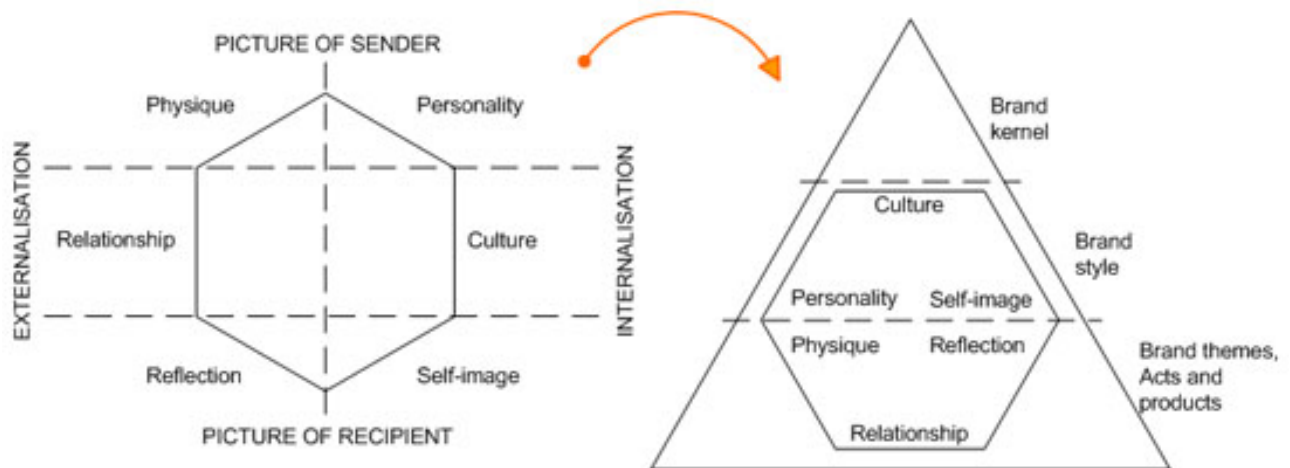 PICTURE OF SENDER
Physique
Personality
EXTERNALISATION
Relationship
Culture
INTERNALISATION
Reflection
Self-image
PICTURE OF RECIPIENT
Brand
kernel
Culture
Brand
style
Personality
Self-image
Physique
Reflection
Brand themes,
Acts and
products
Relationship